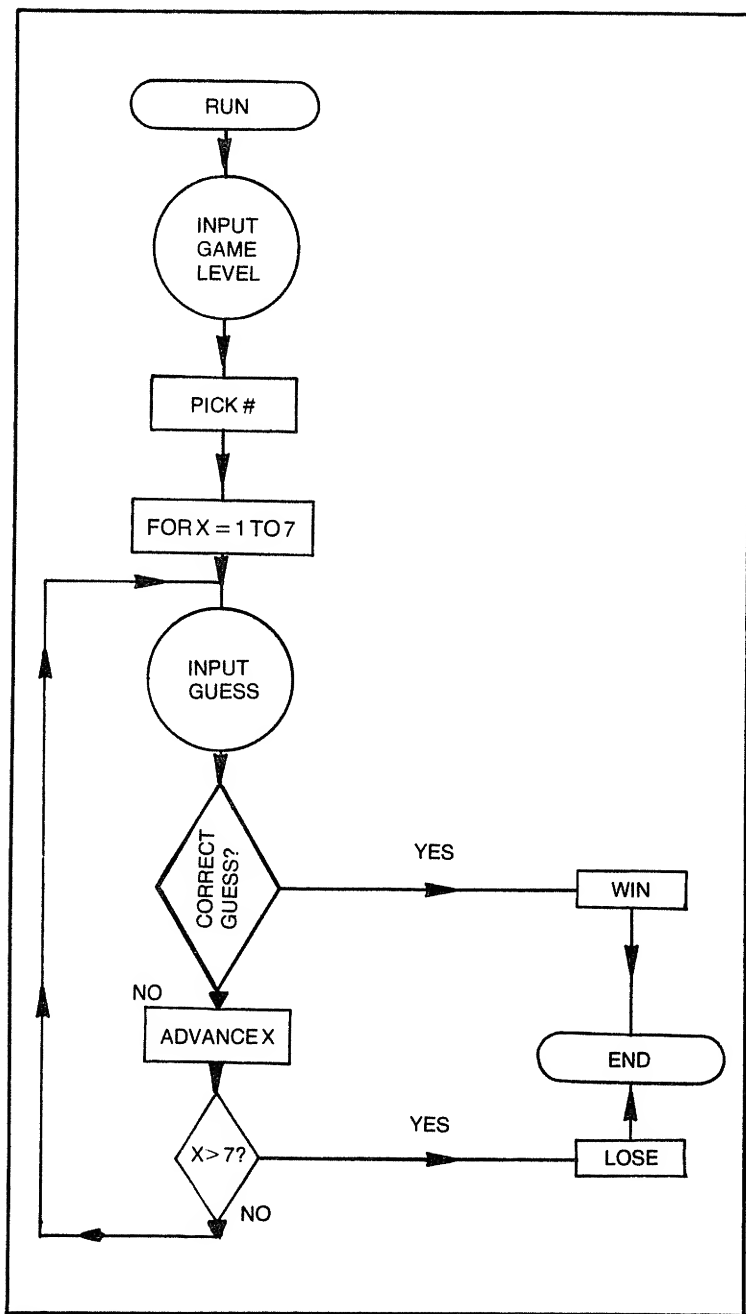 RUN
INPUT
GAME
LEVEL
PICK #
FOR X = 1 TO 7
INPUT
GUESS
CORRECT
GUESS?
YES
WIN
NO
ADVANCE X
END
X > 7?
YES
LOSE
NO